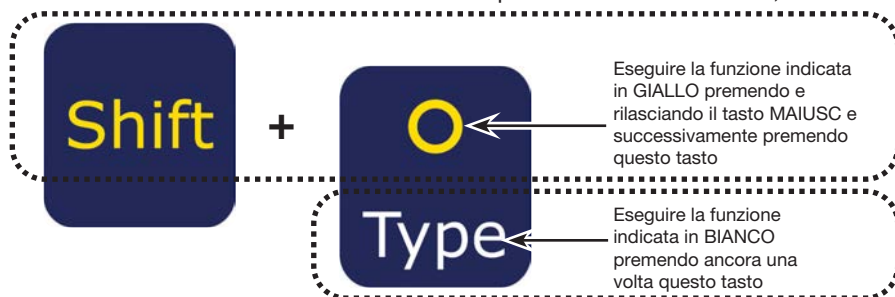 Shift
+
O
Type
Eseguire la funzione indicata
in GIALLO premendo e
rilasciando il tasto MAIUSC e
successivamente premendo
questo tasto
Eseguire la funzione
indicata in BIANCO
premendo ancora una
volta questo tasto